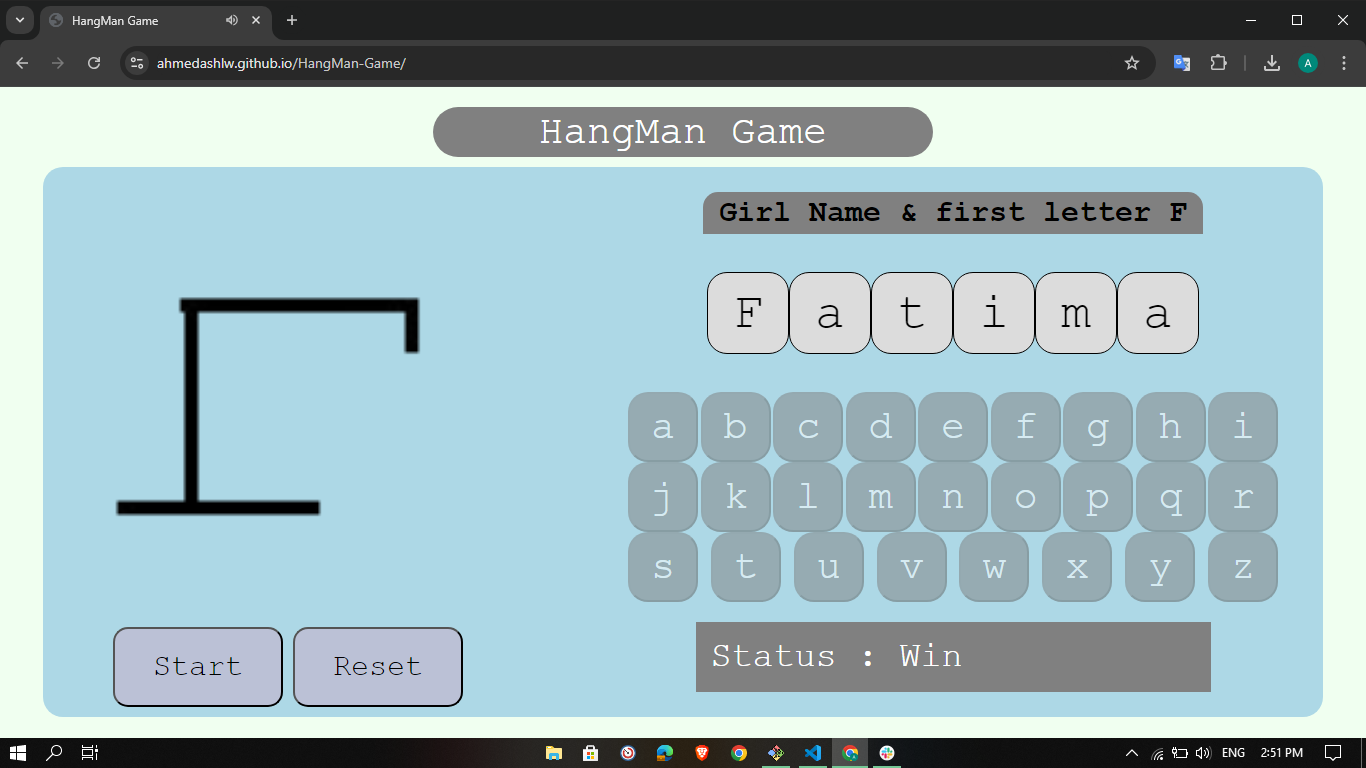 HangMan Game
ahmedashlw.github.io/HangMan-Game/
A
HangMan Game
Girl Name & first letter F
F a t i m a
a b c d e f g h i
j k l m n o p q r
s t u v w x y z
Start Reset
Status : Win
ENG 2:51 PM